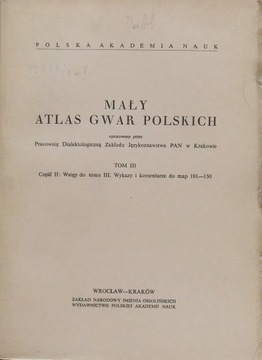 POLSKA AKADEMIA NAUK
MAŁY
ATLAS GWAR POLSKICH
opracowany przez
Pracownię Dialektologiczną Zakładu Językoznawstwa PAN w Krakowie
TOM III
Część II: Wstęp do tomu III. Wykazy i komentarze do map 101—150
WROCŁAW—KRAKÓW
ZAKŁAD NARODOWY IMIENIA OSSOLIŃSKICH
WYDAWNICTWO POLSKIEJ AKADEMII NAUK